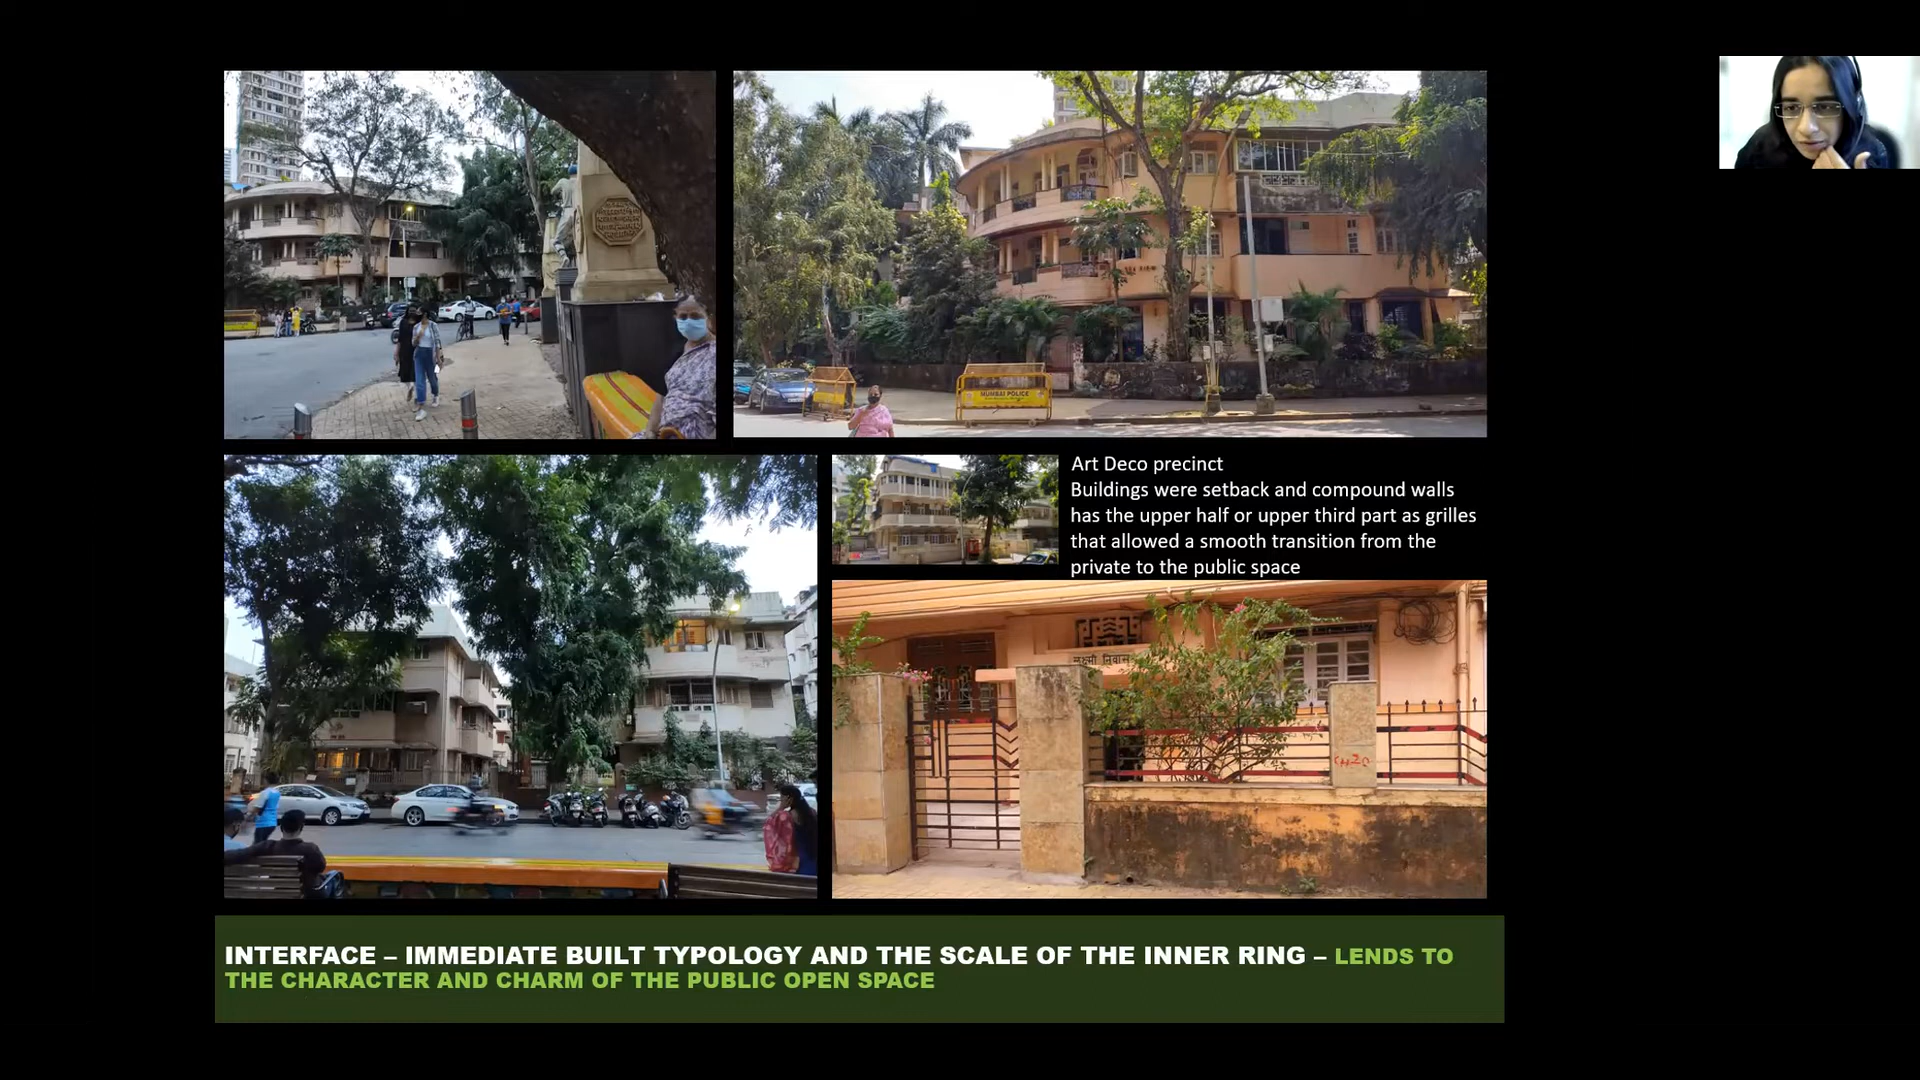 MUMBAI POLICE
Art Deco precinct
Buildings were setback and compound walls
has the upper half or upper third part as grilles
that allowed a smooth transition from the
private to the public space
लक्ष्मी निवास
INTERFACE – IMMEDIATE BUILT TYPOLOGY AND THE SCALE OF THE INNER RING – LENDS TO
THE CHARACTER AND CHARM OF THE PUBLIC OPEN SPACE